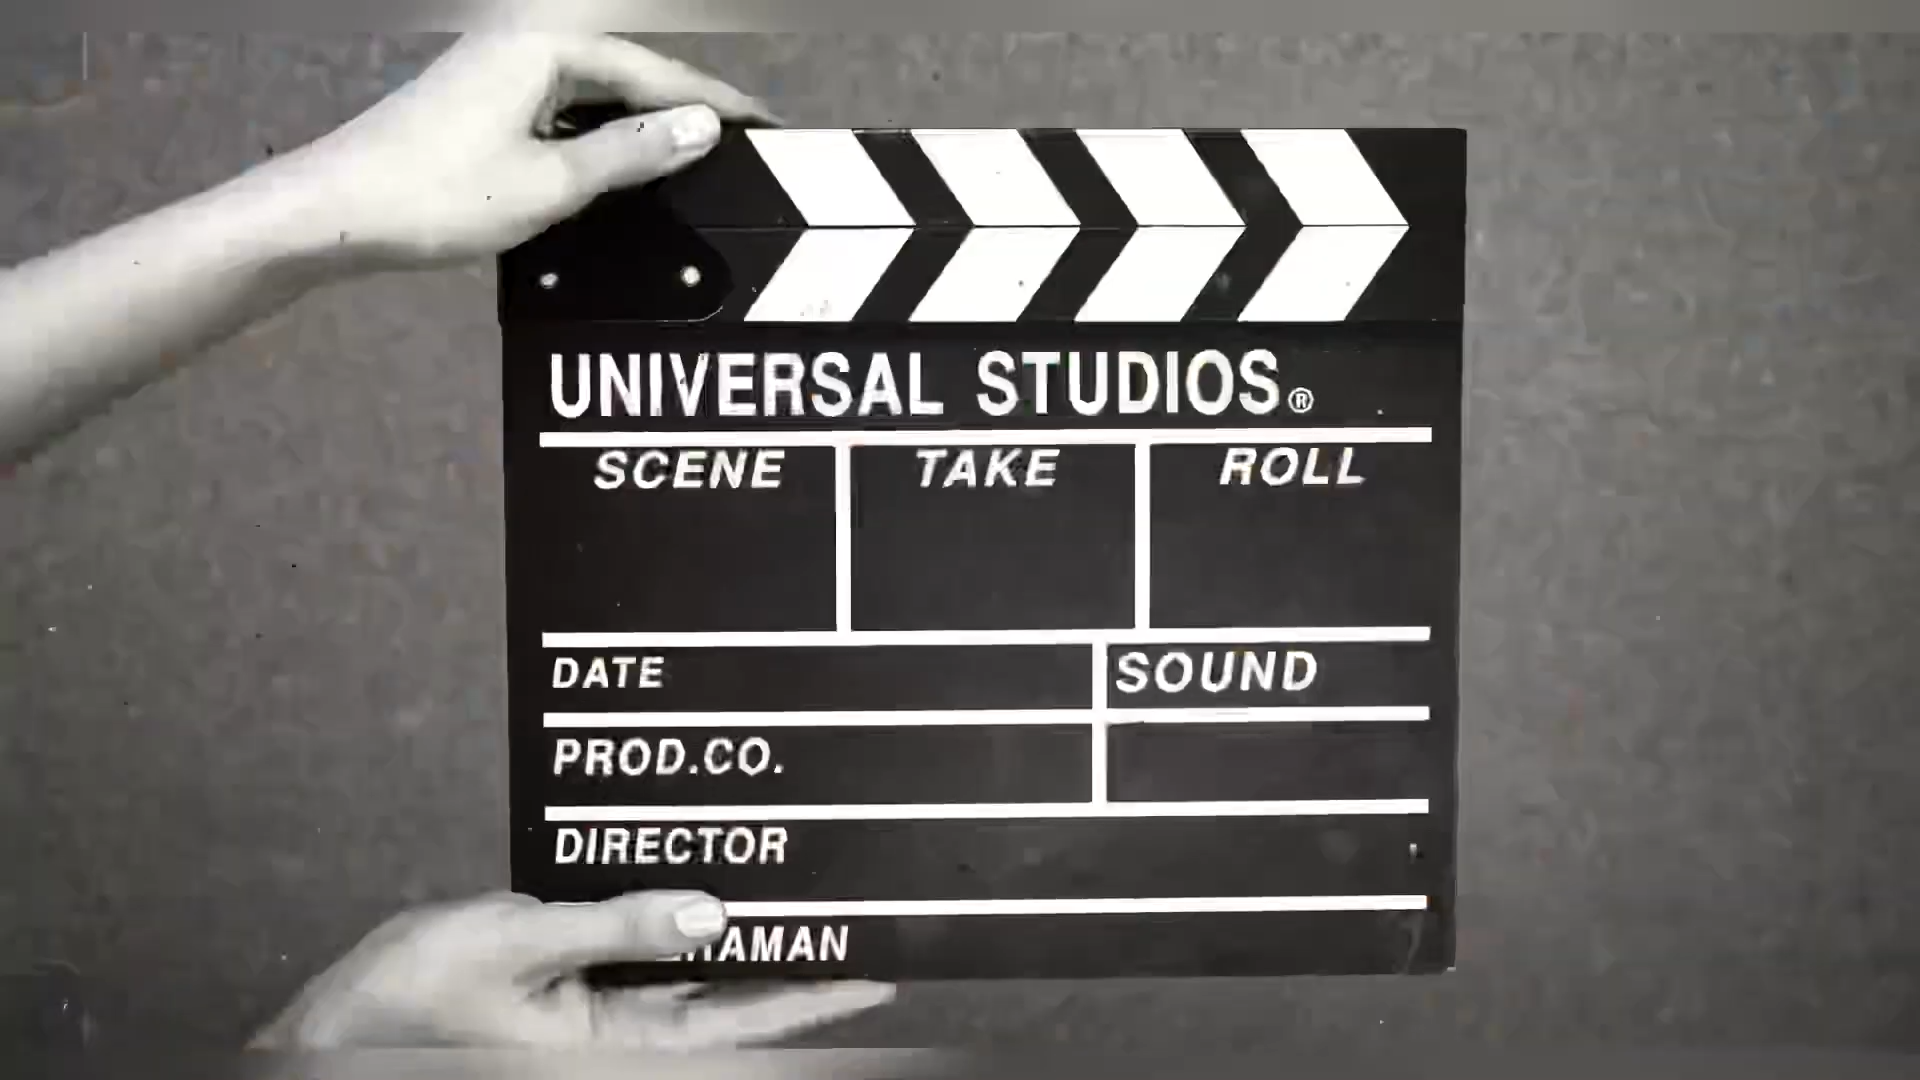 UNIVERSAL STUDIOS®
SCENE TAKE ROLL
DATE SOUND
PROD.CO.
DIRECTOR